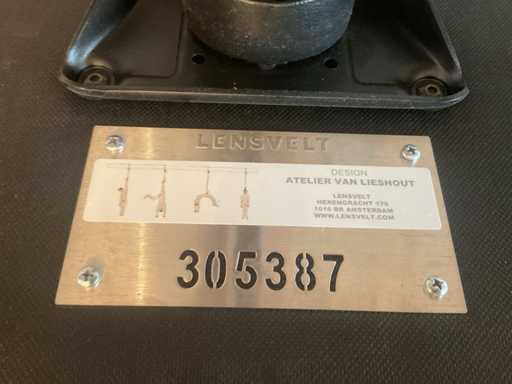 LENSVELT
DESIGN
ATELIER VAN LIESHOUT
LENSVELT
HERENGRACHT 178
1016 BR AMSTERDAM
WWW.LENSVELT.COM
305387